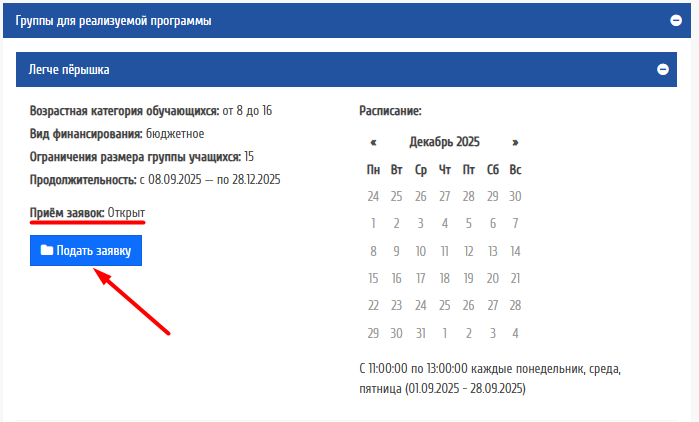 Группы для реализуемой программы
Легче пёрышка
Возрастная категория обучающихся: от 8 до 16
Вид финансирования: бюджетное
Ограничения размера группы учащихся: 15
Продолжительность: с 08.09.2025 — по 28.12.2025
Приём заявок: Открыт
Подать заявку
Расписание:
« Декабрь 2025 »
Пн Вт Ср Чт Пт Сб Вс
24 25 26 27 28 29 30
1 2 3 4 5 6 7
8 9 10 11 12 13 14
15 16 17 18 19 20 21
22 23 24 25 26 27 28
29 30 31 1 2 3 4
С 11:00:00 по 13:00:00 каждые понедельник, среда,
пятница (01.09.2025 - 28.09.2025)